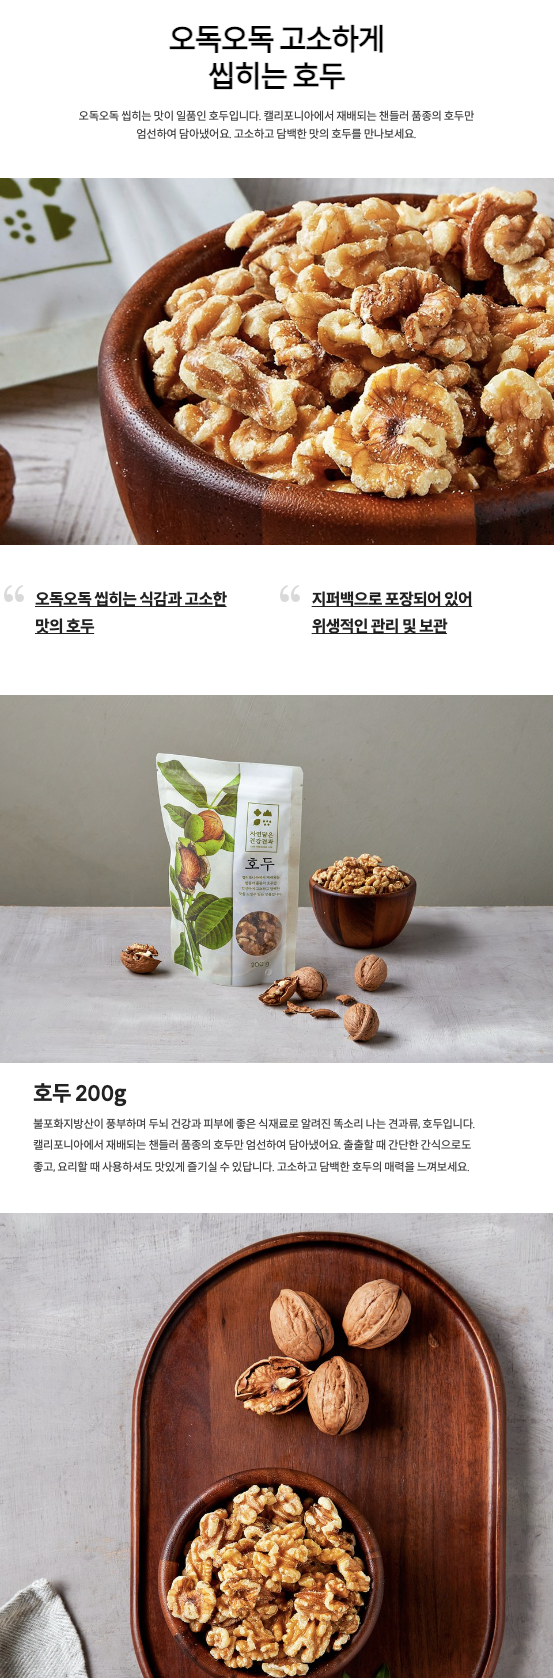 오독오독 고소하게
씹히는 호두
오독오독 씹히는 맛이 일품인 호두입니다. 캘리포니아에서 재배되는 챈들러 품종의 호두만
엄선하여 담아냈어요. 고소하고 담백한 맛의 호두를 만나보세요.
오독오독 씹히는 식감과 고소한
맛의 호두
지퍼백으로 포장되어 있어
위생적인 관리 및 보관
자연담은
건강견과
호두
200g
호두 200g
불포화지방산이 풍부하며 두뇌 건강과 피부에 좋은 식재료로 알려진 똑소리 나는 견과류, 호두입니다.
캘리포니아에서 재배되는 챈들러 품종의 호두만 엄선하여 담아냈어요. 출출할 때 간단한 간식으로도
좋고, 요리할 때 사용하셔도 맛있게 즐기실 수 있답니다. 고소하고 담백한 호두의 매력을 느껴보세요.